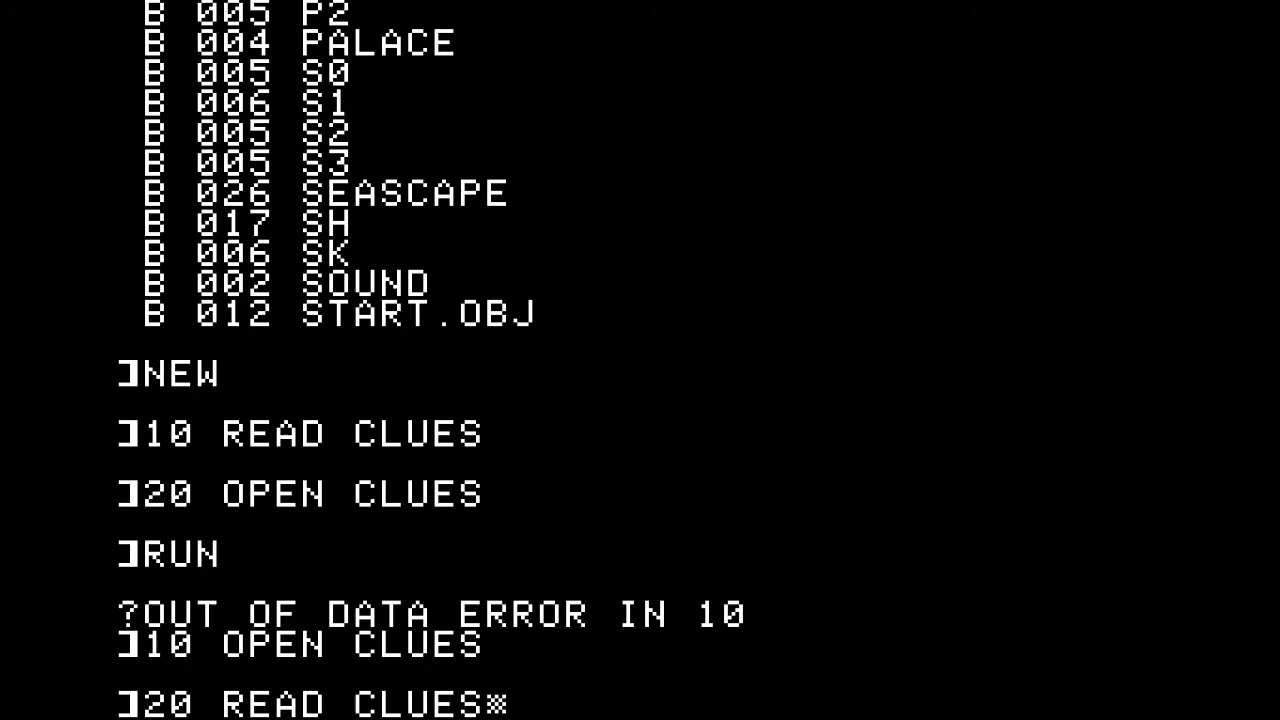 B 005 P2
B 004 PALACE
B 005 S0
B 006 S1
B 005 S2
B 005 S3
B 026 SEASCAPE
B 017 SH
B 006 SK
B 002 SOUND
B 012 START.OBJ
]NEW
]10 READ CLUES
]20 OPEN CLUES
]RUN
?OUT OF DATA ERROR IN 10
]10 OPEN CLUES
]20 READ CLUES